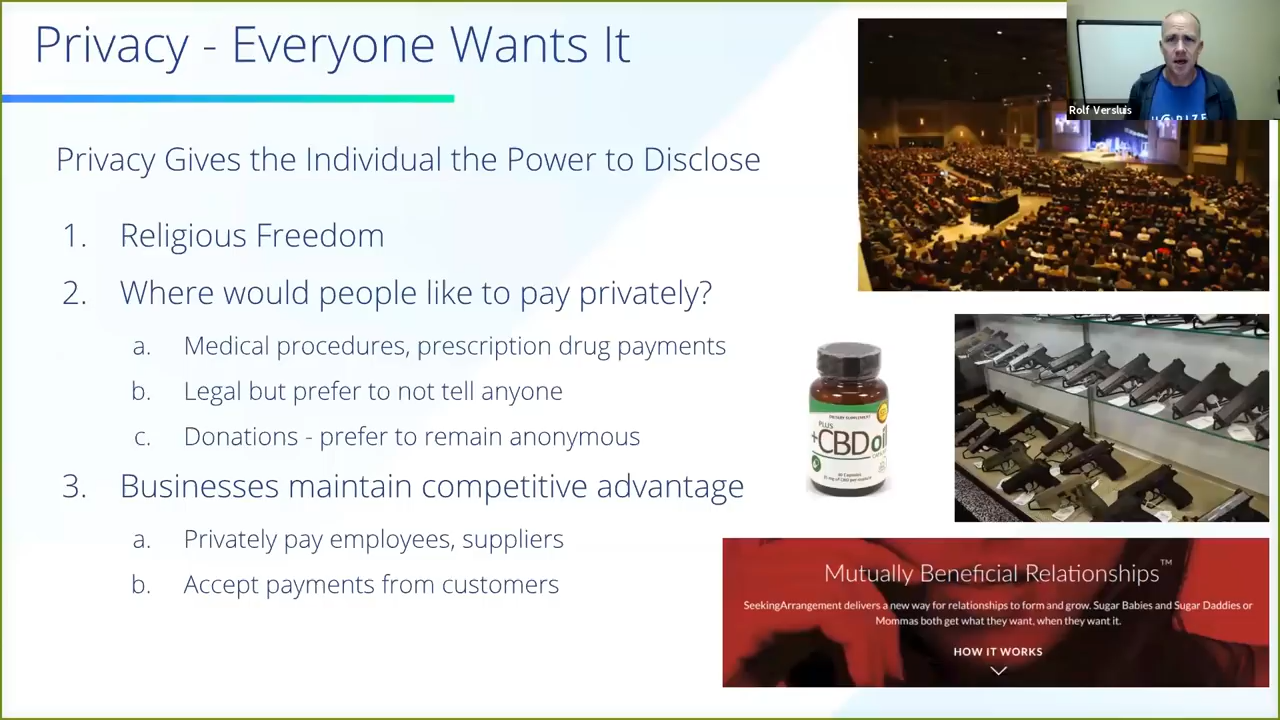 Privacy - Everyone Wants It
Rolf Versluis
Privacy Gives the Individual the Power to Disclose
1. Religious Freedom
2. Where would people like to pay privately?
a. Medical procedures, prescription drug payments
b. Legal but prefer to not tell anyone
c. Donations - prefer to remain anonymous
3. Businesses maintain competitive advantage
a. Privately pay employees, suppliers
b. Accept payments from customers
DIETARY SUPPLEMENT
PLUS
+CBD oil
Mutually Beneficial Relationships™
SeekingArrangement delivers a new way for relationships to form and grow. Sugar Babies and Sugar Daddies or
Mommas both get what they want, when they want it.
HOW IT WORKS